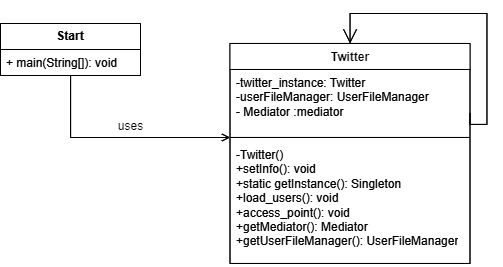 Start
+ main(String[]): void
uses
Twitter
-twitter_instance: Twitter
-userFileManager: UserFileManager
- Mediator :mediator
-Twitter()
+setInfo(): void
+static getInstance(): Singleton
+load_users(): void
+access_point(): void
+getMediator(): Mediator
+getUserFileManager(): UserFileManager